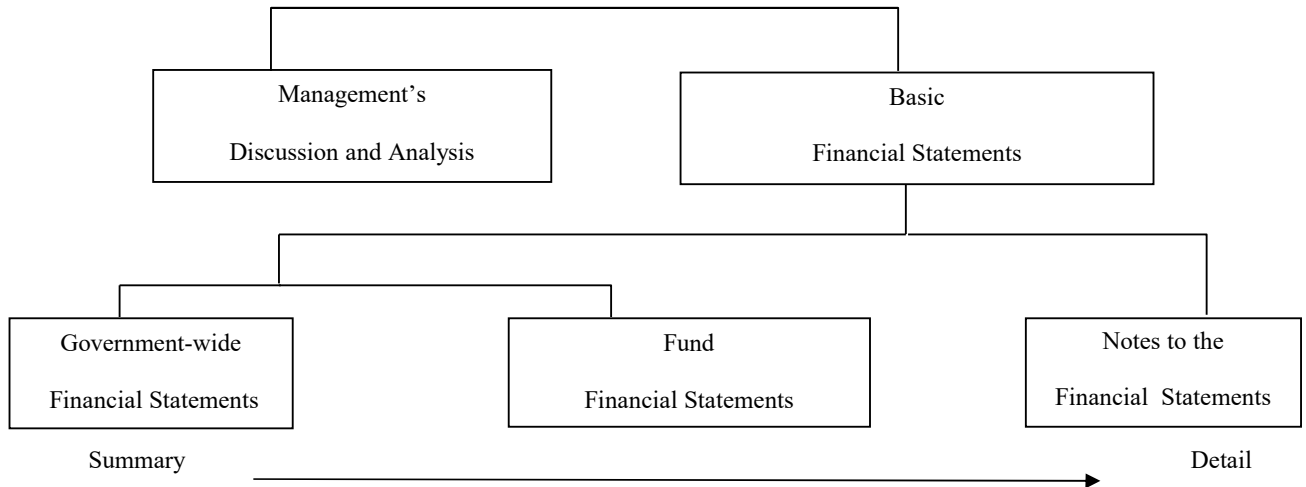 Management’s
Discussion and Analysis
Basic
Financial Statements
Government-wide
Financial Statements
Fund
Financial Statements
Notes to the
Financial Statements
Summary
Detail